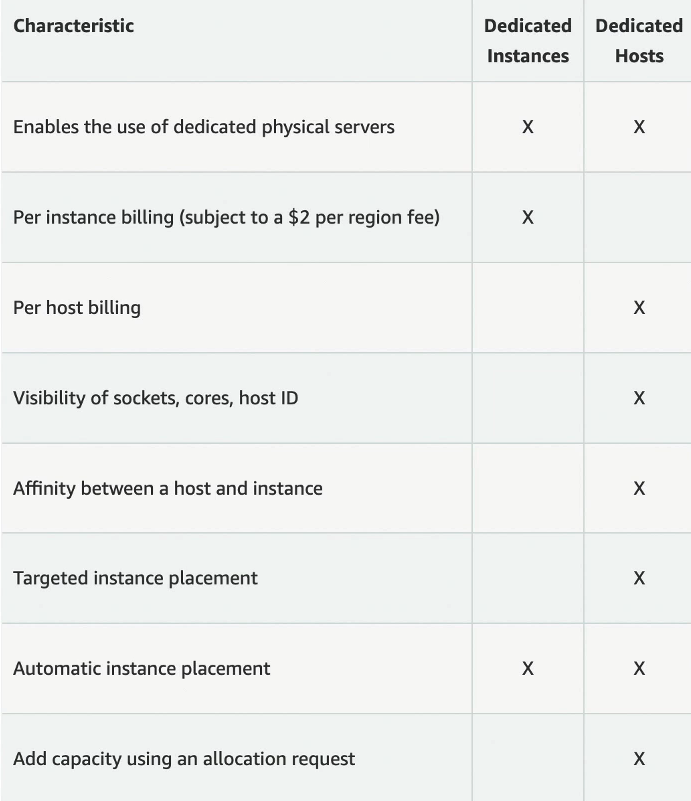 Characteristic Dedicated Dedicated
Instances Hosts
Enables the use of dedicated physical servers X X
Per instance billing (subject to a $2 per region fee) X
Per host billing X
Visibility of sockets, cores, host ID X
Affinity between a host and instance X
Targeted instance placement X
Automatic instance placement X X
Add capacity using an allocation request X